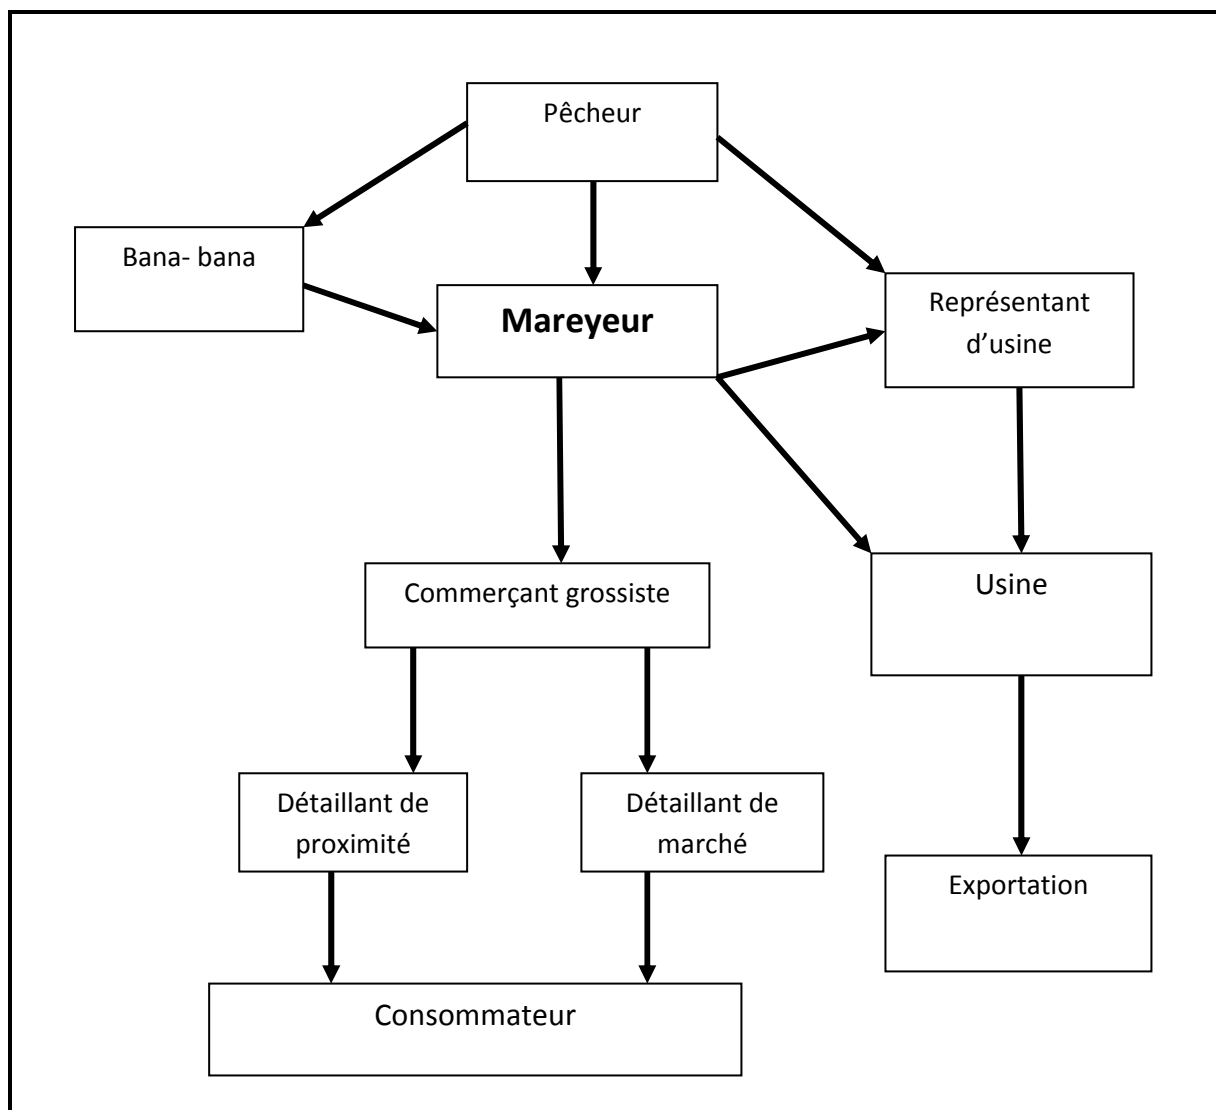 Pêcheur
Bana- bana
Mareyeur
Représentant
d’usine
Commerçant grossiste
Usine
Détaillant de
proximité
Détaillant de
marché
Exportation
Consommateur